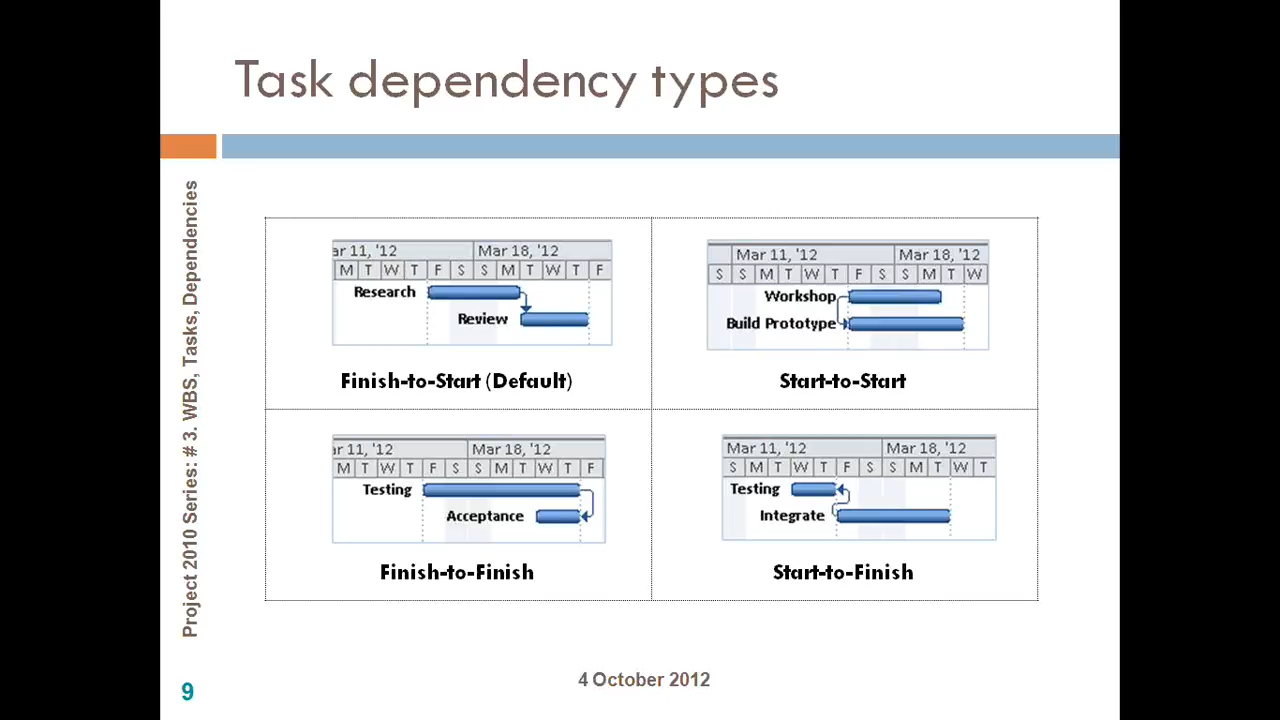 Task dependency types
Project 2010 Series: # 3. WBS, Tasks, Dependencies
ar 11, '12 Mar 18, '12
M T W T F S S M T W T F
Research
Review
Finish-to-Start (Default)
Mar 11, '12 Mar 18, '12
S S M T W T F S S M T W
Workshop
Build Prototype
Start-to-Start
ar 11, '12 Mar 18, '12
M T W T F S S M T W T F
Testing
Acceptance
Finish-to-Finish
Mar 11, '12 Mar 18, '12
S M T W T F S S M T W T
Testing
Integrate
Start-to-Finish
4 October 2012
9